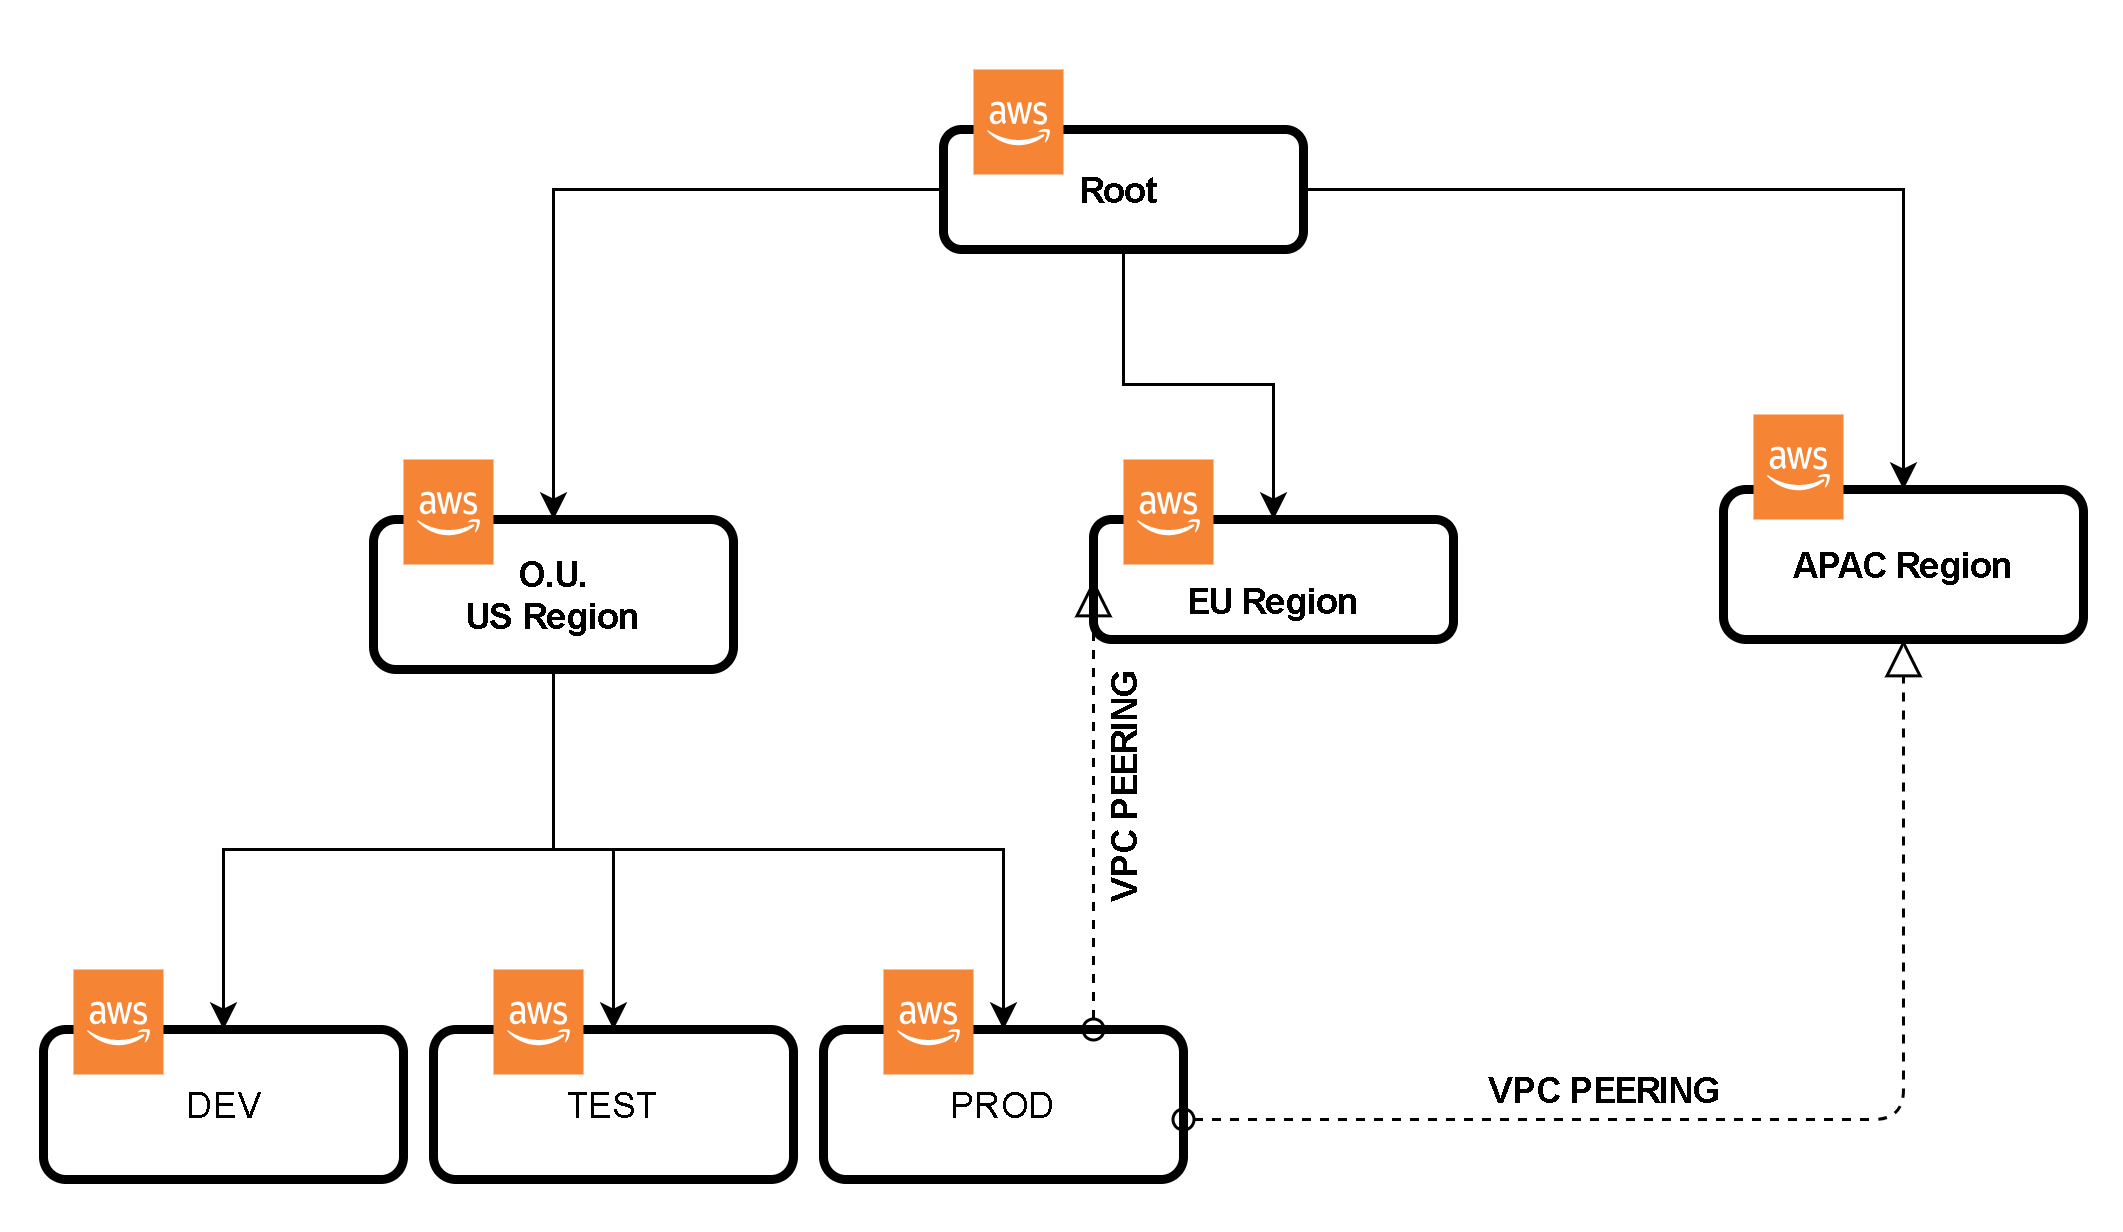 aws
Root
aws
aws
aws
O.U.
US Region
EU Region
APAC Region
VPC PEERING
aws
aws
aws
DEV
TEST
PROD
VPC PEERING